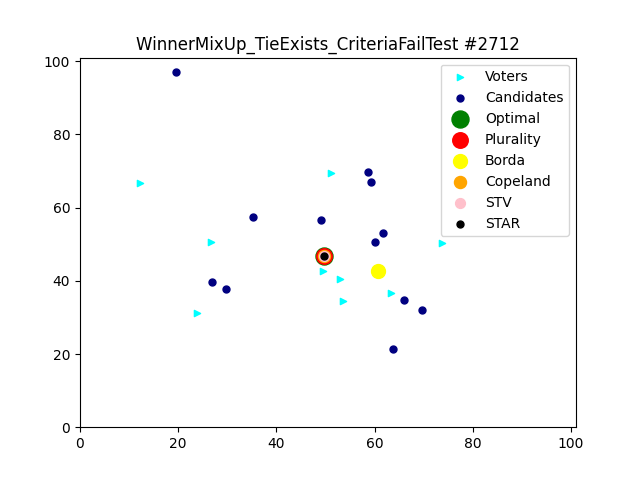 WinnerMixUp_TieExists_CriteriaFailTest #2712
100
80
60
40
20
0
0 20 40 60 80 100
Voters
Candidates
Optimal
Plurality
Borda
Copeland
STV
STAR